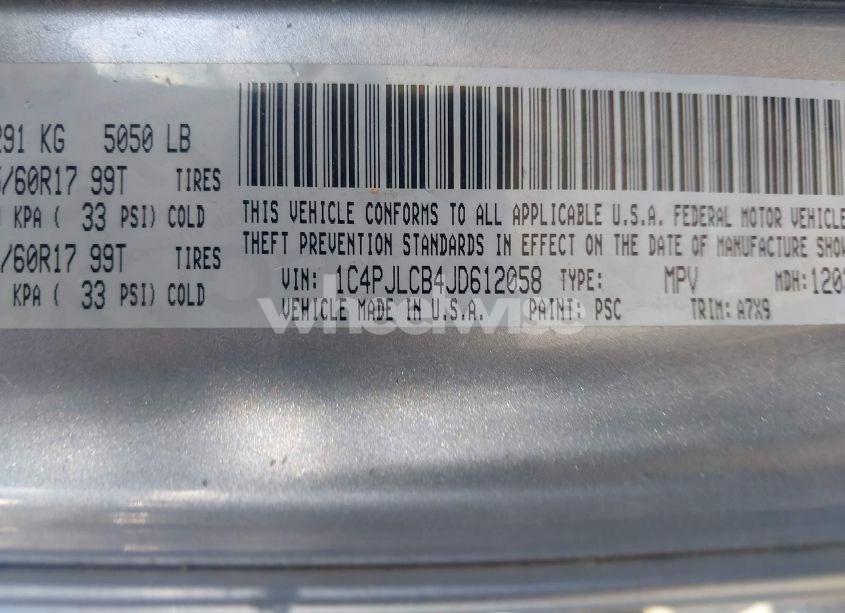 291 KG 5050 LB
/60R17 99T TIRES
KPA ( 33 PSI) COLD
/60R17 99T TIRES
KPA ( 33 PSI) COLD
THIS VEHICLE CONFORMS TO ALL APPLICABLE U.S.A. FEDERAL MOTOR VEHICLE
THEFT PREVENTION STANDARDS IN EFFECT ON THE DATE OF MANUFACTURE SHOW
VIN: 1C4PJLCB4JD612058 TYPE: MPV MDH: 120
VEHICLE MADE IN U.S.A. PAINT: PSC TRIM: A7X9
wheelwise